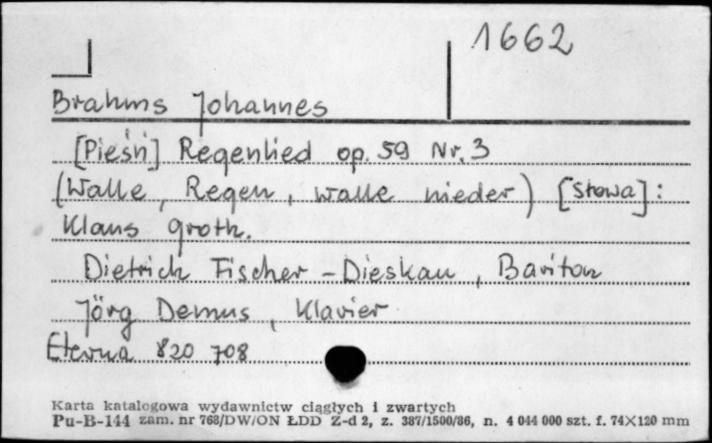 1662
Brahms Johannes
[Pieśń] Regenlied op. 59 Nr. 3
(Walle, Regen, walle nieder) [słowa]:
Klaus Groth.
Dietrich Fischer-Dieskau, Bariton
Jörg Demus, Klavier
Eterna 820 708
Karta katalogowa wydawnictw ciągłych i zwartych
Pu-B-144 zam. nr 768/DW/ON ŁDD Z-d 2, z. 387/1500/86, n. 4 044 000 szt. f. 74×120 mm